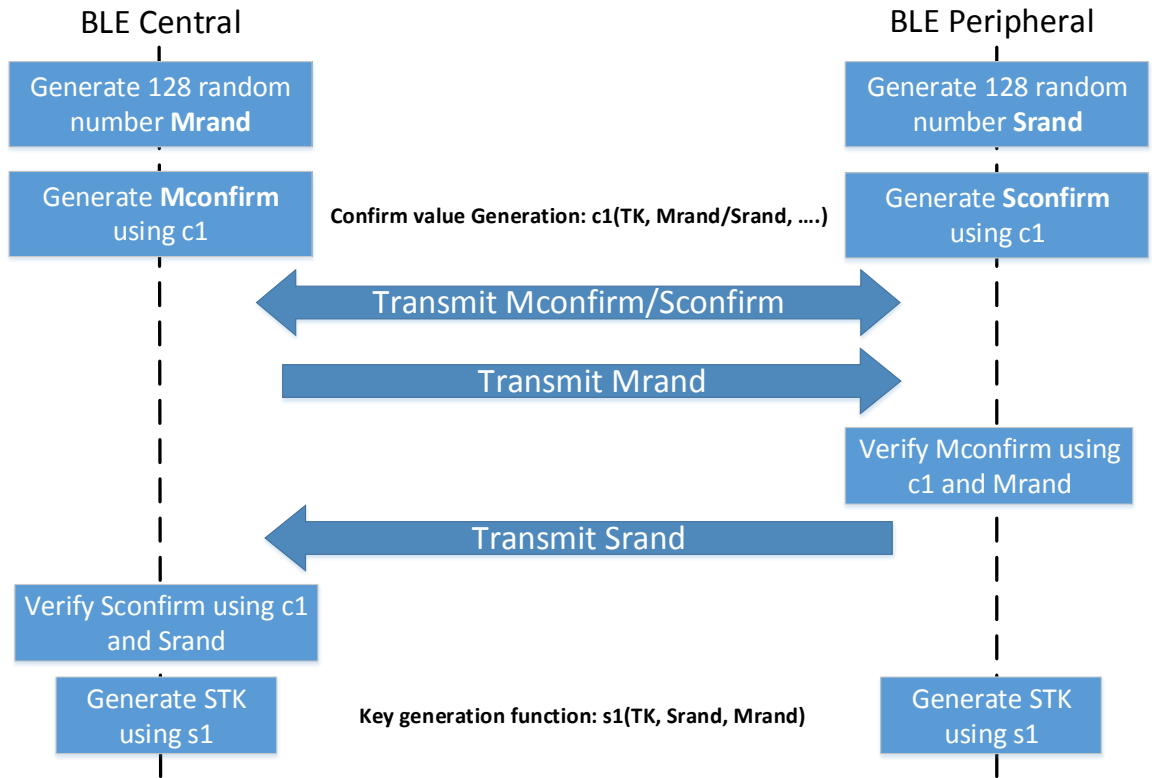 BLE Central
BLE Peripheral
Generate 128 random
number Mrand
Generate 128 random
number Srand
Generate Mconfirm
using c1
Confirm value Generation: c1(TK, Mrand/Srand, ....)
Generate Sconfirm
using c1
Transmit Mconfirm/Sconfirm
Transmit Mrand
Verify Mconfirm using
c1 and Mrand
Transmit Srand
Verify Sconfirm using c1
and Srand
Generate STK
using s1
Key generation function: s1(TK, Srand, Mrand)
Generate STK
using s1